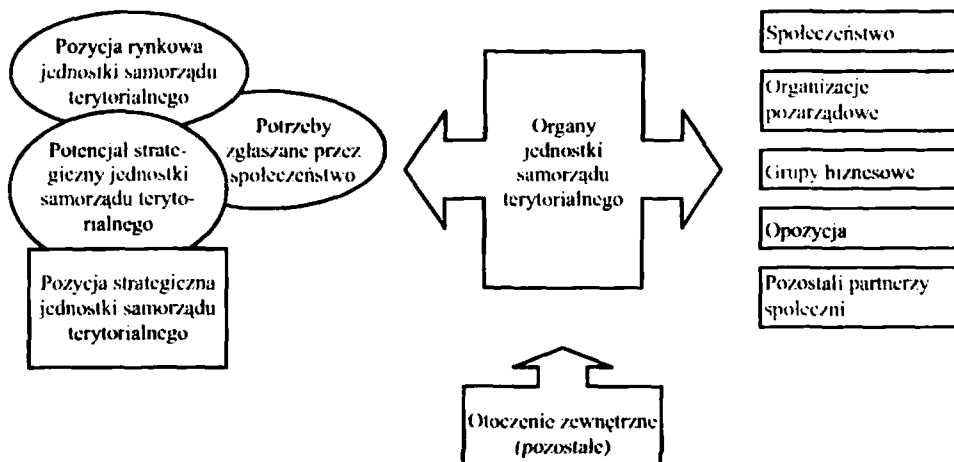 Pozycja rynkowa
jednostki samorządu
terytorialnego
Potrzeby
zgłaszane przez
społeczeństwo
Potencjał strate-
giczny jednostki
samorządu teryto-
rialnego
Pozycja strategiczna
jednostki samorządu
terytorialnego
Organy
jednostki
samorządu
terytorialnego
Społeczeństwo
Organizacje
pozarządowe
Grupy biznesowe
Opozycja
Pozostali partnerzy
społeczni
Otoczenie zewnętrzne
(pozostałe)